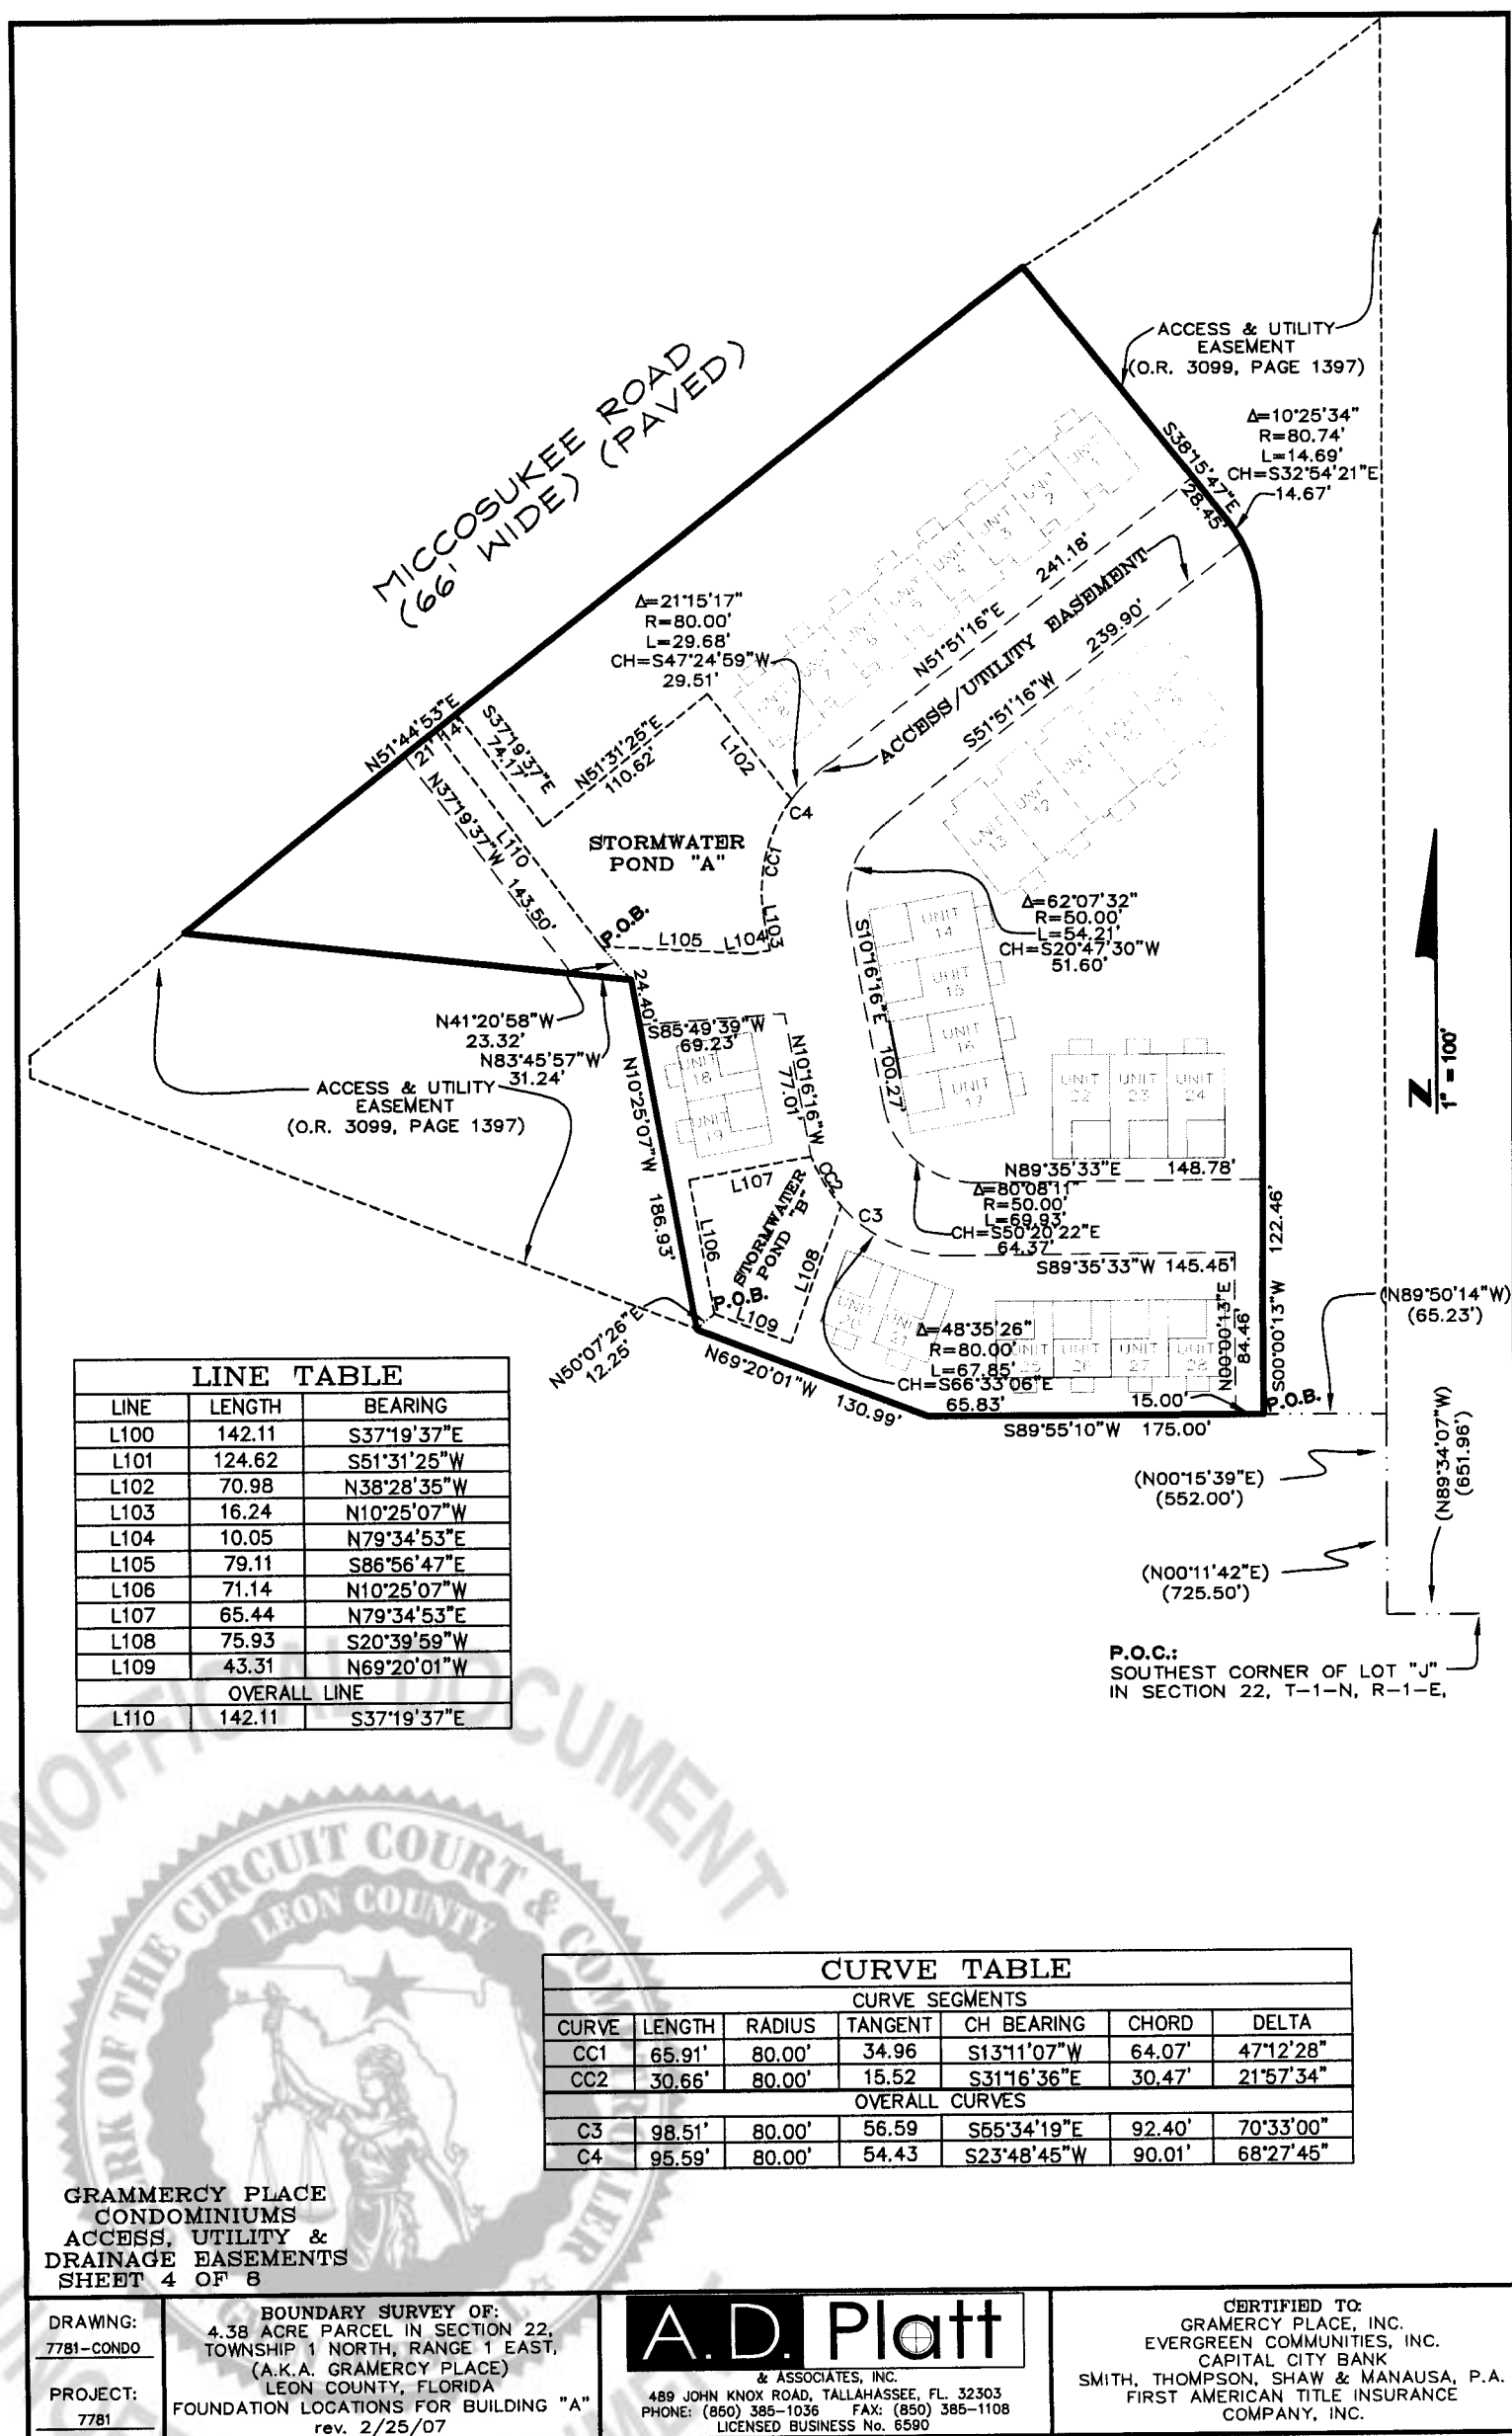 MICCOSUKEE ROAD
(66' WIDE) (PAVED)
ACCESS & UTILITY
EASEMENT
(O.R. 3099, PAGE 1397)
Δ=10°25'34"
R=80.74'
L=14.69'
CH=S32°54'21"E
14.67'
S38°15'47"E
28.45'
UNIT 1
UNIT 2
UNIT 3
UNIT 4
UNIT 5
UNIT 6
UNIT 7
UNIT 8
N51°51'16"E 241.18'
ACCESS/UTILITY EASEMENT
S51°51'16"W 239.90'
Δ=21°15'17"
R=80.00'
L=29.68'
CH=S47°24'59"W
29.51'
N51°44'53"E
21' 14'
S37°19'37"E
74.17'
N51°31'25"E
110.62'
L102
C4
N37°19'37"W 143.50'
L110
STORMWATER
POND "A"
CC1
L103
P.O.B.
L105 L104
UNIT
12
UNIT
13
Δ=62°07'32"
R=50.00'
L=54.21'
CH=S20°47'30"W
51.60'
UNIT
14
UNIT
15
UNIT
16
UNIT
17
S10°16'16"E 100.27'
24.40'
S85°49'39"W
69.23'
N41°20'58"W
23.32'
N83°45'57"W
31.24'
ACCESS & UTILITY
EASEMENT
(O.R. 3099, PAGE 1397)
UNIT
18
UNIT
19
N10°16'16"W
77.01'
N10°25'07"W 186.93'
UNIT
22
UNIT
23
UNIT
24
N89°35'33"E 148.78'
Δ=80°08'11"
R=50.00'
L=69.93'
CH=S50°20'22"E
64.37'
L107
CC2
C3
L106
STORMWATER
POND "B"
L108
P.O.B.
L109
S89°35'33"W 145.45'
N00°00'13"E
84.46'
S00°00'13"W 122.46'
(N89°50'14"W)
(65.23')
UNIT
20
UNIT
21
Δ=48°35'26"
R=80.00'
L=67.85'
CH=S66°33'06"E
65.83'
UNIT
25
UNIT
26
UNIT
27
UNIT
28
N50°07'26"E
12.25'
N69°20'01"W 130.99'
15.00'
P.O.B.
S89°55'10"W 175.00'
Z
1" = 100'
(N00°15'39"E)
(552.00')
(N89°34'07"W)
(651.96')
(N00°11'42"E)
(725.50')
P.O.C.:
SOUTHEST CORNER OF LOT "J"
IN SECTION 22, T-1-N, R-1-E,
LINE TABLE
LINE LENGTH BEARING
L100 142.11 S37°19'37"E
L101 124.62 S51°31'25"W
L102 70.98 N38°28'35"W
L103 16.24 N10°25'07"W
L104 10.05 N79°34'53"E
L105 79.11 S86°56'47"E
L106 71.14 N10°25'07"W
L107 65.44 N79°34'53"E
L108 75.93 S20°39'59"W
L109 43.31 N69°20'01"W
OVERALL LINE
L110 142.11 S37°19'37"E
UNOFFICIAL DOCUMENT
CLERK OF THE CIRCUIT COURT & COMPTROLLER
LEON COUNTY
CURVE TABLE
CURVE SEGMENTS
CURVE LENGTH RADIUS TANGENT CH BEARING CHORD DELTA
CC1 65.91' 80.00' 34.96 S13°11'07"W 64.07' 47°12'28"
CC2 30.66' 80.00' 15.52 S31°16'36"E 30.47' 21°57'34"
OVERALL CURVES
C3 98.51' 80.00' 56.59 S55°34'19"E 92.40' 70°33'00"
C4 95.59' 80.00' 54.43 S23°48'45"W 90.01' 68°27'45"
GRAMMERCY PLACE
CONDOMINIUMS
ACCESS, UTILITY &
DRAINAGE EASEMENTS
SHEET 4 OF 8
DRAWING:
7781-CONDO
PROJECT:
7781
BOUNDARY SURVEY OF:
4.38 ACRE PARCEL IN SECTION 22,
TOWNSHIP 1 NORTH, RANGE 1 EAST,
(A.K.A. GRAMERCY PLACE)
LEON COUNTY, FLORIDA
FOUNDATION LOCATIONS FOR BUILDING "A"
rev. 2/25/07
A.D. Platt
& ASSOCIATES, INC.
489 JOHN KNOX ROAD, TALLAHASSEE, FL. 32303
PHONE: (850) 385-1036 FAX: (850) 385-1108
LICENSED BUSINESS No. 6590
CERTIFIED TO:
GRAMERCY PLACE, INC.
EVERGREEN COMMUNITIES, INC.
CAPITAL CITY BANK
SMITH, THOMPSON, SHAW & MANAUSA, P.A.
FIRST AMERICAN TITLE INSURANCE
COMPANY, INC.